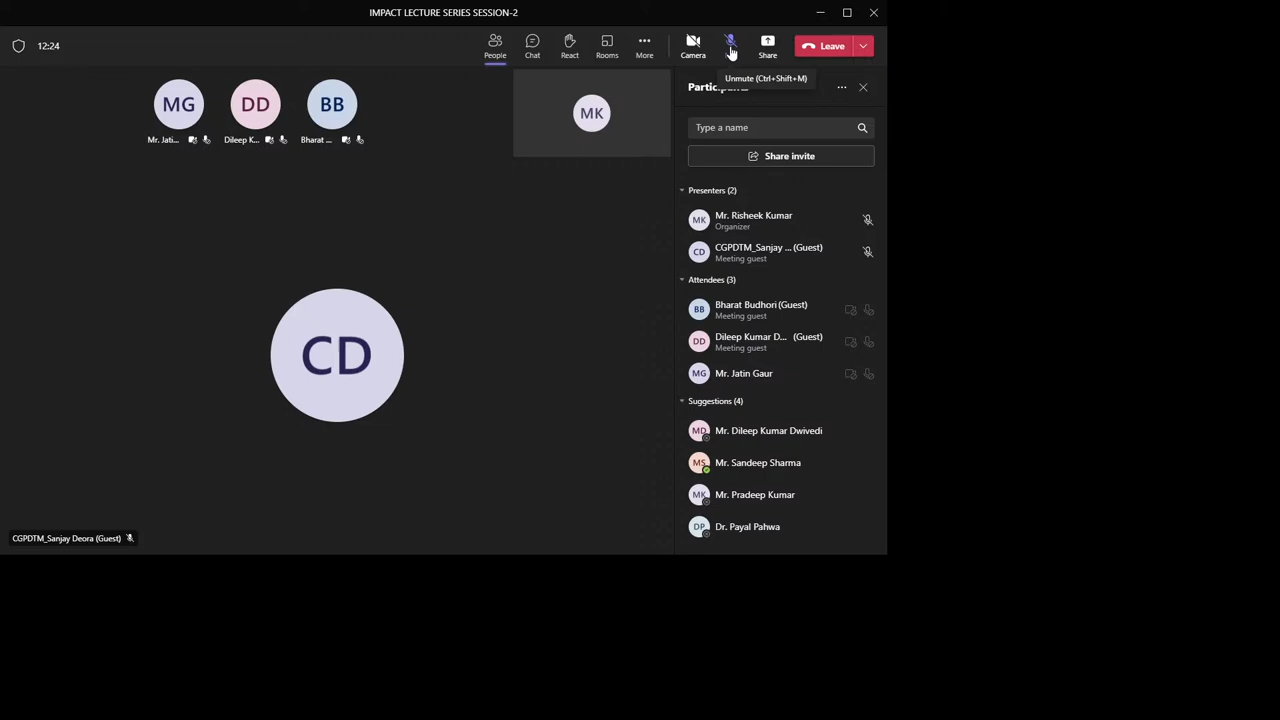 IMPACT LECTURE SERIES SESSION-2
12:24
People
Chat
React
Rooms
More
Camera
Share
Leave
Unmute (Ctrl+Shift+M)
MG
DD
BB
MK
Mr. Jati...
Dileep K...
Bharat ...
CD
CGPDTM_Sanjay Deora (Guest)
Participants
Type a name
Share invite
Presenters (2)
MK
Mr. Risheek Kumar
Organizer
CD
CGPDTM_Sanjay ... (Guest)
Meeting guest
Attendees (3)
BB
Bharat Budhori (Guest)
Meeting guest
DD
Dileep Kumar D... (Guest)
Meeting guest
MG
Mr. Jatin Gaur
Suggestions (4)
MD
Mr. Dileep Kumar Dwivedi
MS
Mr. Sandeep Sharma
MK
Mr. Pradeep Kumar
DP
Dr. Payal Pahwa